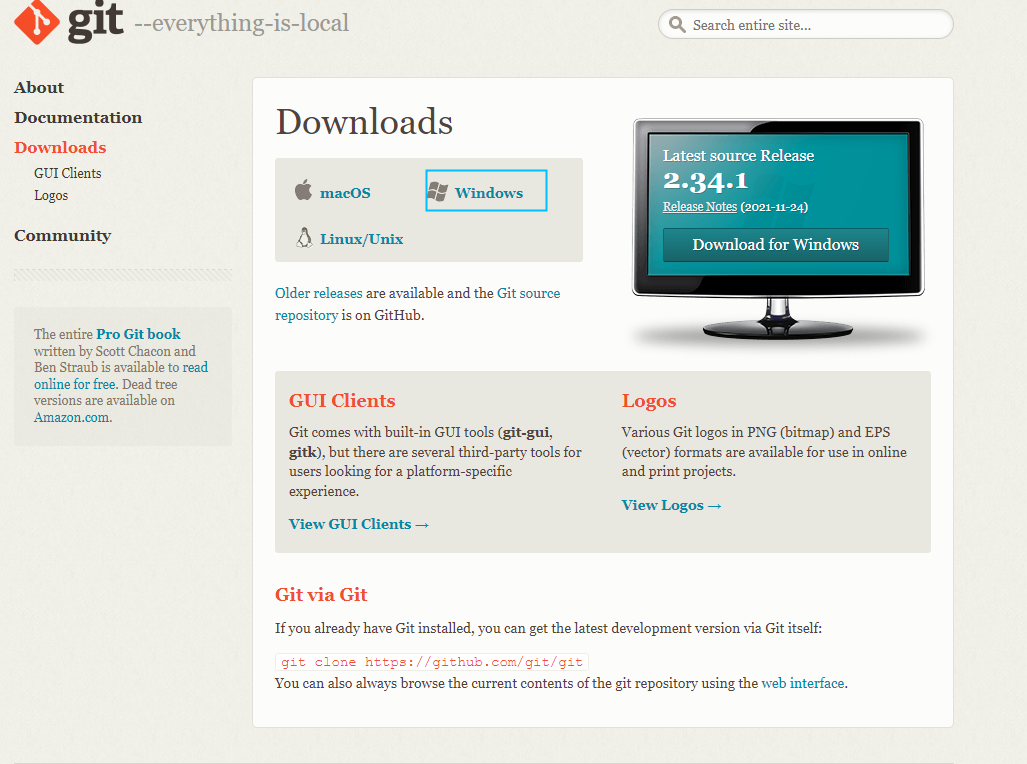 git --everything-is-local
Search entire site...
About
Documentation
Downloads
GUI Clients
Logos
Community
The entire Pro Git book
written by Scott Chacon and
Ben Straub is available to read
online for free. Dead tree
versions are available on
Amazon.com.
Downloads
macOS
Windows
Linux/Unix
Older releases are available and the Git source
repository is on GitHub.
Latest source Release
2.34.1
Release Notes (2021-11-24)
Download for Windows
GUI Clients
Git comes with built-in GUI tools (git-gui,
gitk), but there are several third-party tools for
users looking for a platform-specific
experience.
View GUI Clients →
Logos
Various Git logos in PNG (bitmap) and EPS
(vector) formats are available for use in online
and print projects.
View Logos →
Git via Git
If you already have Git installed, you can get the latest development version via Git itself:
git clone https://github.com/git/git
You can also always browse the current contents of the git repository using the web interface.